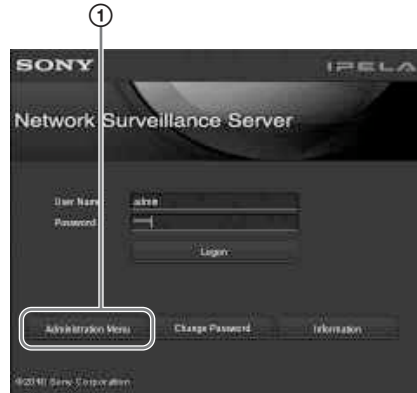 ①
SONY IPELA
Network Surveillance Server
User Name admin
Password
Logon
Administration Menu Change Password Information
©2010 Sony Corporation